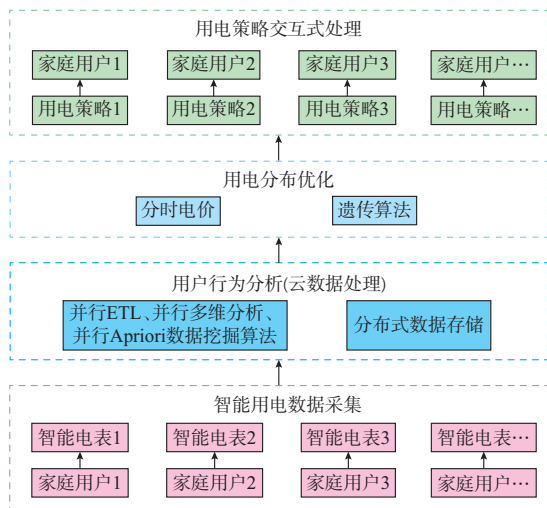 用电策略交互式处理
家庭用户1 家庭用户2 家庭用户3 家庭用户…
用电策略1 用电策略2 用电策略3 用电策略…
用电分布优化
分时电价 遗传算法
用户行为分析(云数据处理)
并行ETL、并行多维分析、
并行Apriori数据挖掘算法
分布式数据存储
智能用电数据采集
智能电表1 智能电表2 智能电表3 智能电表…
家庭用户1 家庭用户2 家庭用户3 家庭用户…